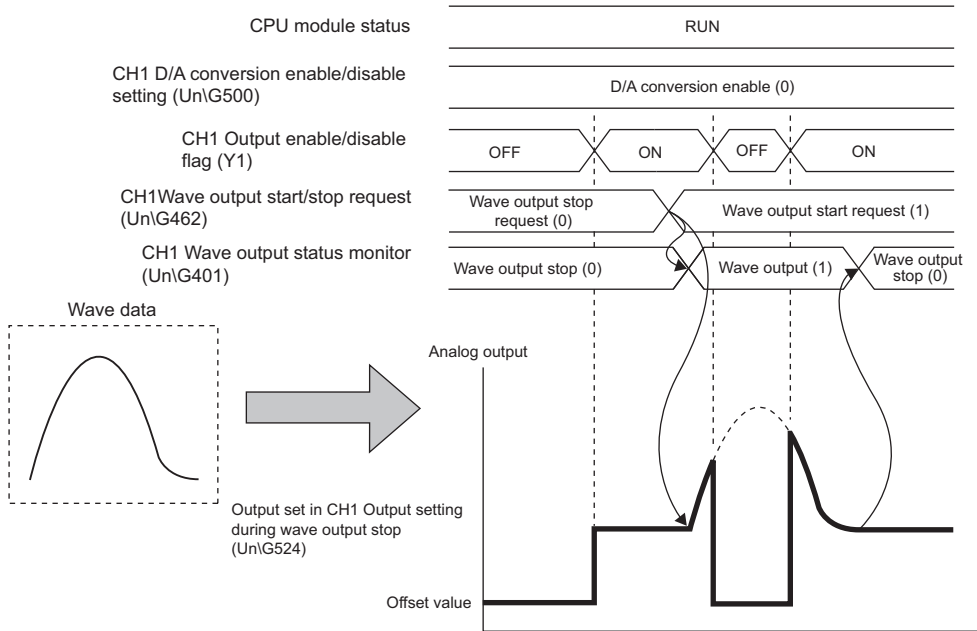 CPU module status
RUN
CH1 D/A conversion enable/disable
setting (Un\G500)
D/A conversion enable (0)
CH1 Output enable/disable
flag (Y1)
OFF
ON
OFF
ON
CH1Wave output start/stop request
(Un\G462)
Wave output stop
request (0)
Wave output start request (1)
CH1 Wave output status monitor
(Un\G401)
Wave output stop (0)
Wave output (1)
Wave output
stop (0)
Wave data
Analog output
Output set in CH1 Output setting
during wave output stop
(Un\G524)
Offset value